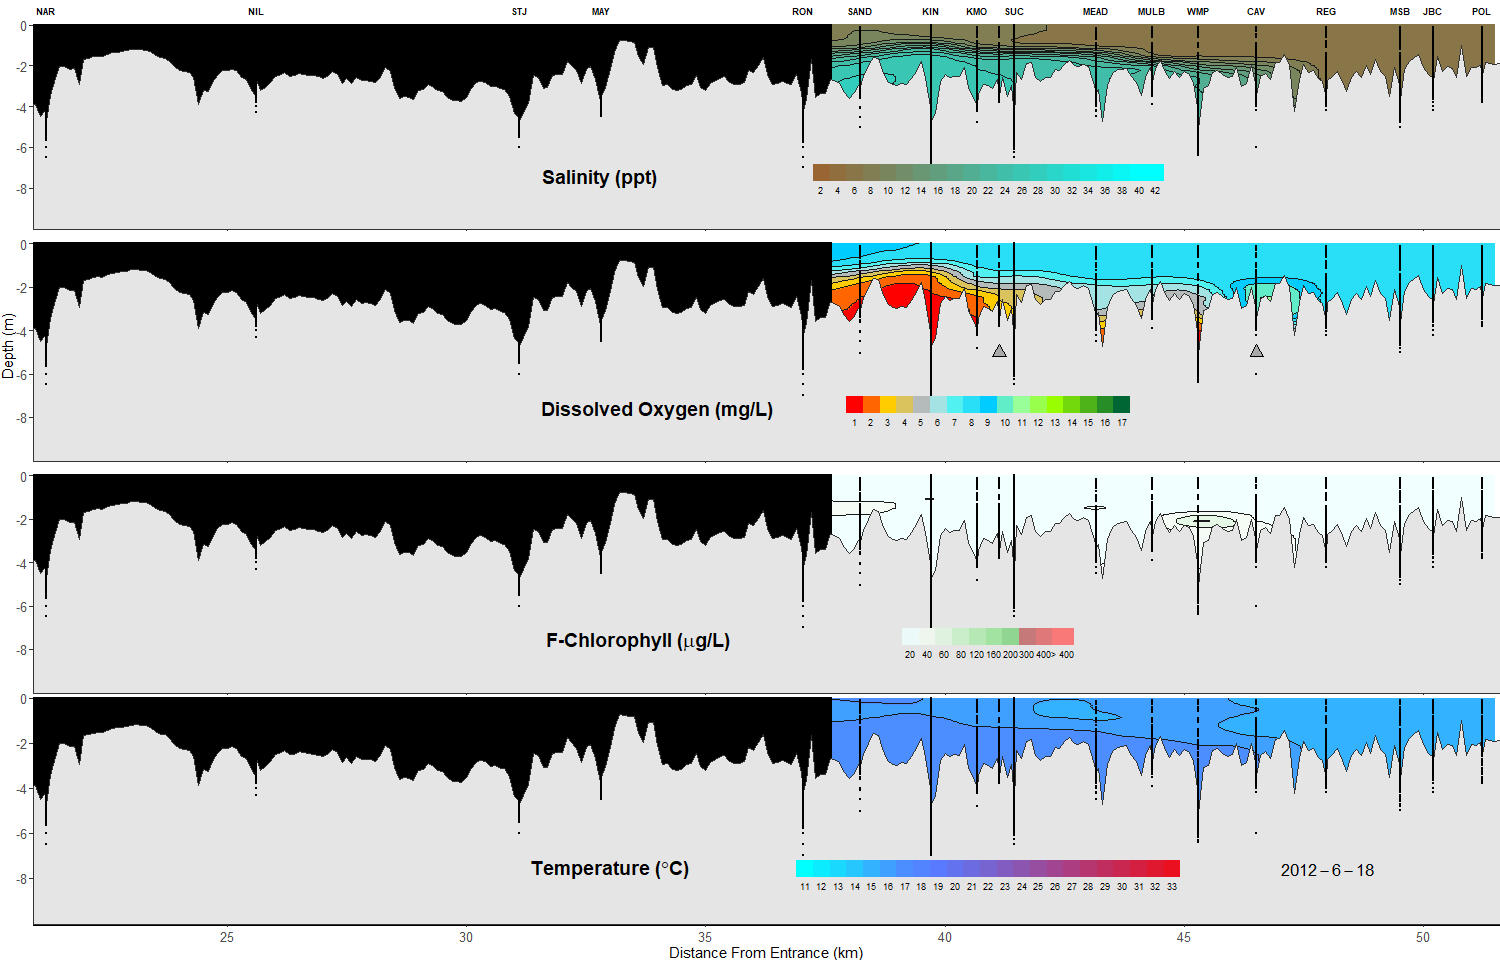 NAR NIL STJ MAY RON SAND KIN KMO SUC MEAD MULB WMP CAV REG MSB JBC POL
0
-2
-4
-6
-8
Salinity (ppt)
2 4 6 8 10 12 14 16 18 20 22 24 26 28 30 32 34 36 38 40 42
0
-2
-4
-6
-8
Dissolved Oxygen (mg/L)
1 2 3 4 5 6 7 8 9 10 11 12 13 14 15 16 17
Depth (m)
0
-2
-4
-6
-8
F-Chlorophyll (μg/L)
20 40 60 80 120 160 200 300 400> 400
0
-2
-4
-6
-8
Temperature (°C)
11 12 13 14 15 16 17 18 19 20 21 22 23 24 25 26 27 28 29 30 31 32 33
2012–6–18
25 30 35 40 45 50
Distance From Entrance (km)